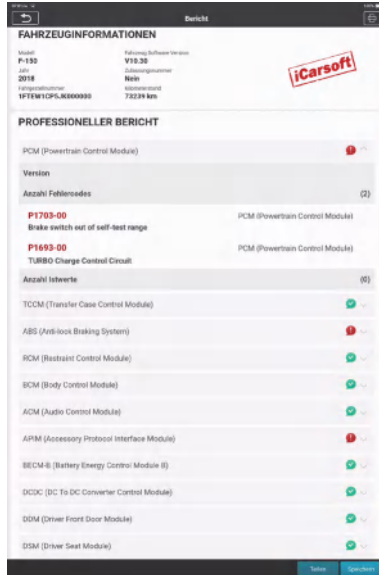 Bericht
FAHRZEUGINFORMATIONEN
Modell
F-150
Fahrzeug Software Version
V10.30
Jahr
2018
Zulassungsnummer
Nein
Fahrgestellnummer
Kilometerstand
73239 km
iCarsoft
PROFESSIONELLER BERICHT
PCM (Powertrain Control Module)
Version
Anzahl Fehlercodes (2)
P1703-00 PCM (Powertrain Control Module)
Brake switch out of self-test range
P1693-00 PCM (Powertrain Control Module)
TURBO Charge Control Circuit
Anzahl Istwerte (0)
TCCM (Transfer Case Control Module)
ABS (Anti-lock Braking System)
RCM (Restraint Control Module)
BCM (Body Control Module)
ACM (Audio Control Module)
APIM (Accessory Protocol Interface Module)
BECM-B (Battery Energy Control Module B)
DCDC (DC To DC Converter Control Module)
DDM (Driver Front Door Module)
DSM (Driver Seat Module)
Teilen Speichern